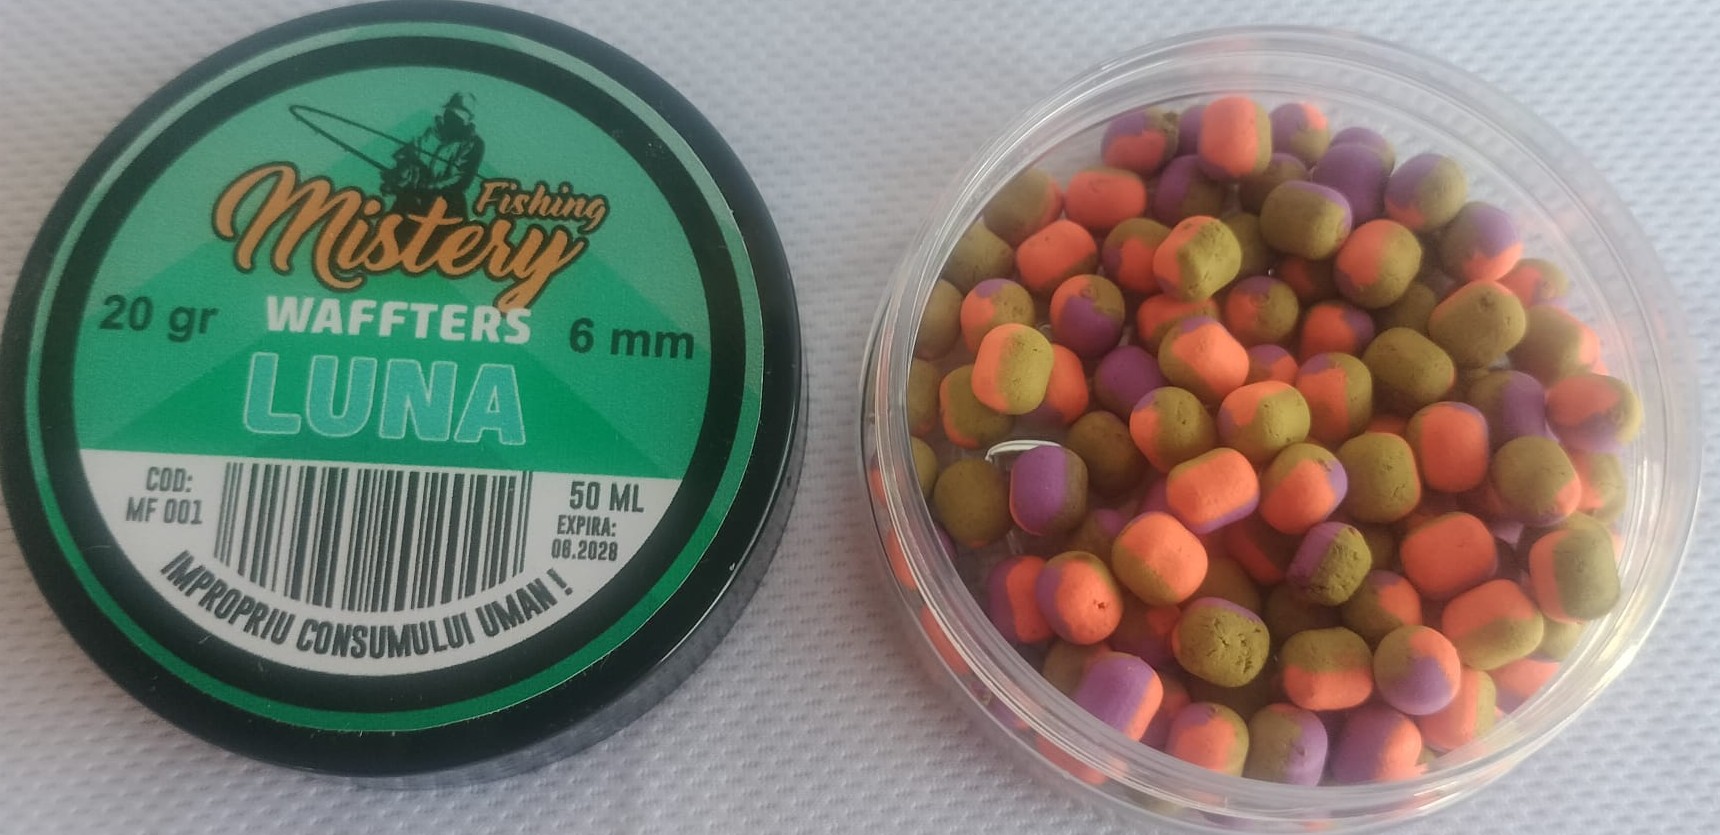 Fishing
Mistery
20 gr WAFFTERS 6 mm
LUNA
COD:
MF 001
50 ML
EXPIRA:
08.2028
IMPROPRIU CONSUMULUI UMAN !